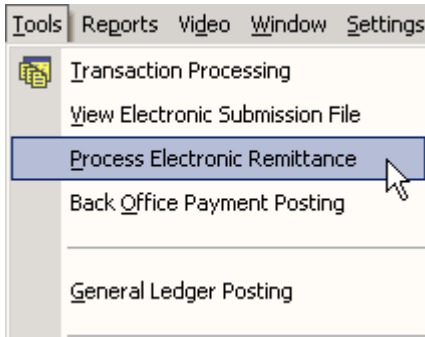 Tools Reports Video Window Settings
Transaction Processing
View Electronic Submission File
Process Electronic Remittance
Back Office Payment Posting
General Ledger Posting